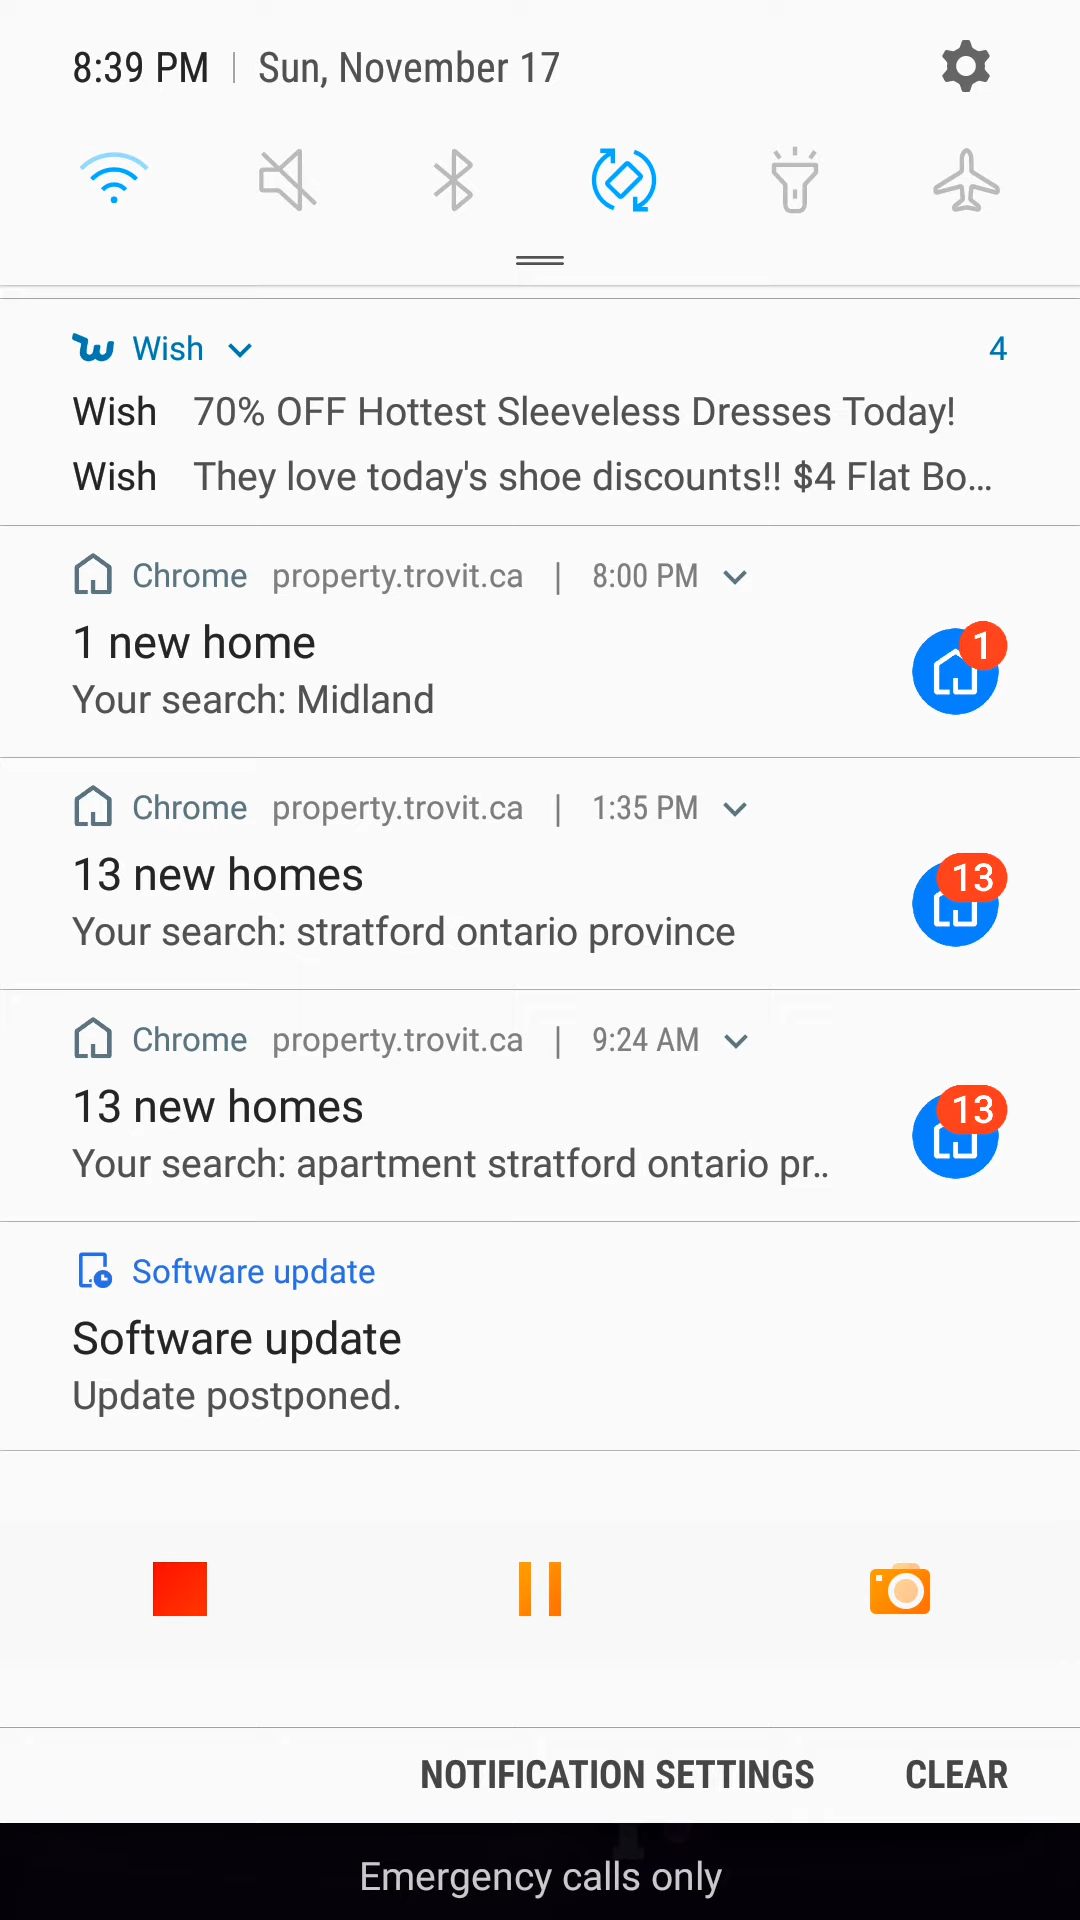 8:39 PM | Sun, November 17
Wish 4
Wish 70% OFF Hottest Sleeveless Dresses Today!
Wish They love today's shoe discounts!! $4 Flat Bo...
Chrome property.trovit.ca | 8:00 PM
1 new home 1
Your search: Midland
Chrome property.trovit.ca | 1:35 PM
13 new homes 13
Your search: stratford ontario province
Chrome property.trovit.ca | 9:24 AM
13 new homes 13
Your search: apartment stratford ontario pr..
Software update
Software update
Update postponed.
NOTIFICATION SETTINGS CLEAR
Emergency calls only